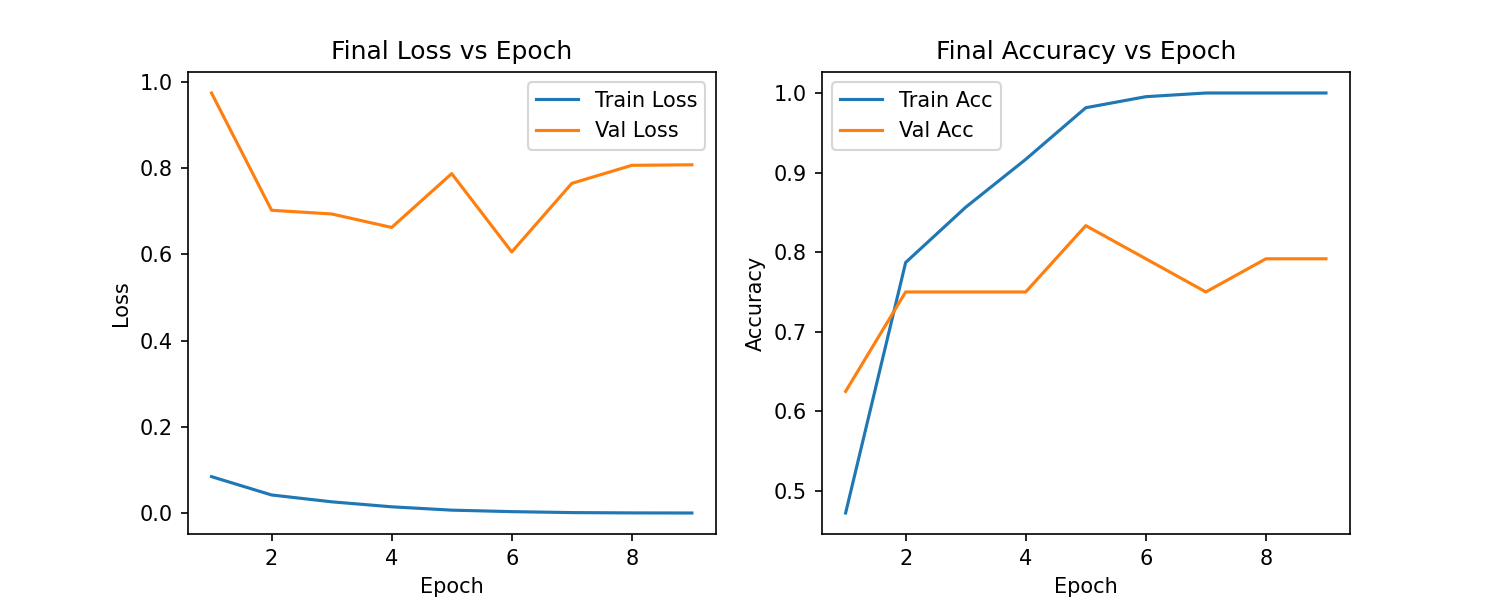 Final Loss vs Epoch
1.0
0.8
0.6
0.4
0.2
0.0
Loss
2 4 6 8
Epoch
Train Loss
Val Loss
Final Accuracy vs Epoch
1.0
0.9
0.8
0.7
0.6
0.5
Accuracy
2 4 6 8
Epoch
Train Acc
Val Acc